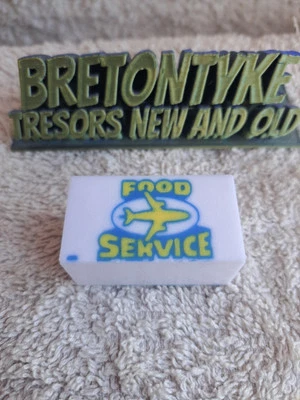 BRETONTYKE
TRESORS NEW AND OLD
FOOD
SERVICE